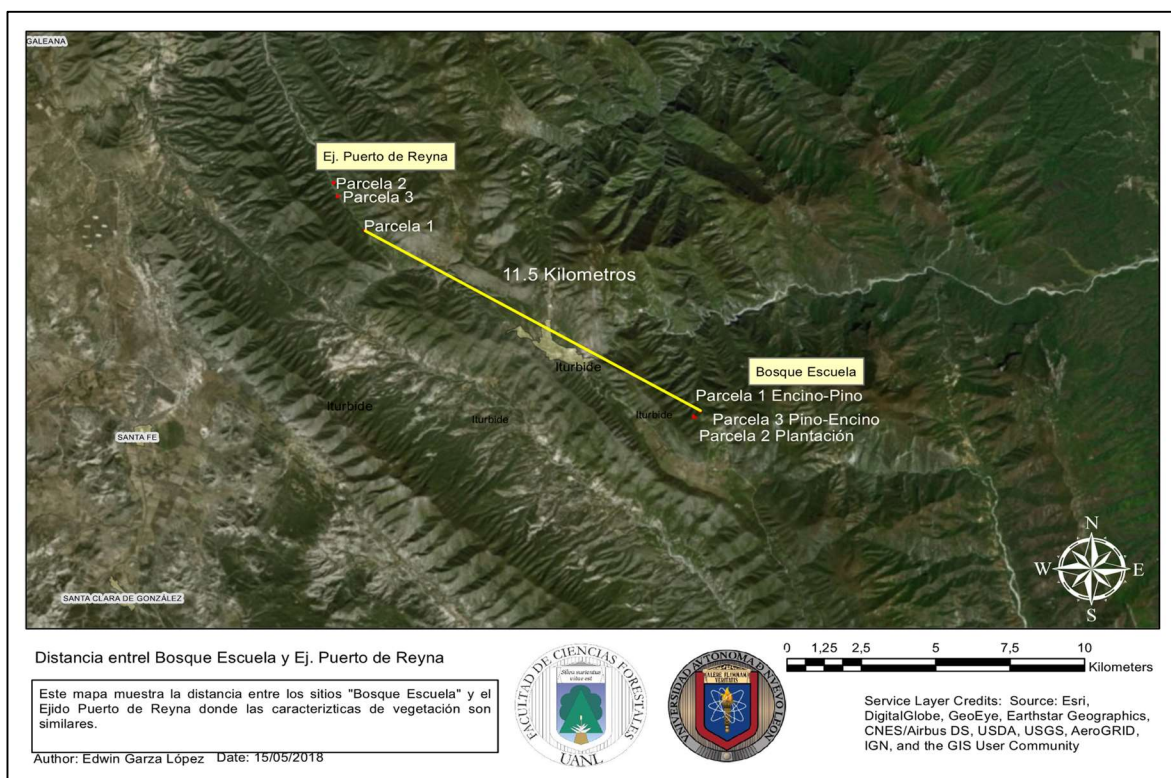 GALEANA
Ej. Puerto de Reyna
Parcela 2
Parcela 3
Parcela 1
11.5 Kilometros
Iturbide
Bosque Escuela
Parcela 1 Encino-Pino
Iturbide
Iturbide
Iturbide
Parcela 3 Pino-Encino
Parcela 2 Plantación
SANTA FE
SANTA CLARA DE GONZÁLEZ
N
W
E
S
Distancia entrel Bosque Escuela y Ej. Puerto de Reyna
Este mapa muestra la distancia entre los sitios "Bosque Escuela" y el
Ejido Puerto de Reyna donde las caracterizticas de vegetación son
similares.
Author: Edwin Garza López Date: 15/05/2018
FACULTAD DE CIENCIAS FORESTALES
UANL
UNIVERSIDAD AUTONOMA DE NUEVO LEON
ALERE FLAMMAM
VERITATIS
0 1,25 2,5 5 7,5 10
Kilometers
Service Layer Credits: Source: Esri,
DigitalGlobe, GeoEye, Earthstar Geographics,
CNES/Airbus DS, USDA, USGS, AeroGRID,
IGN, and the GIS User Community